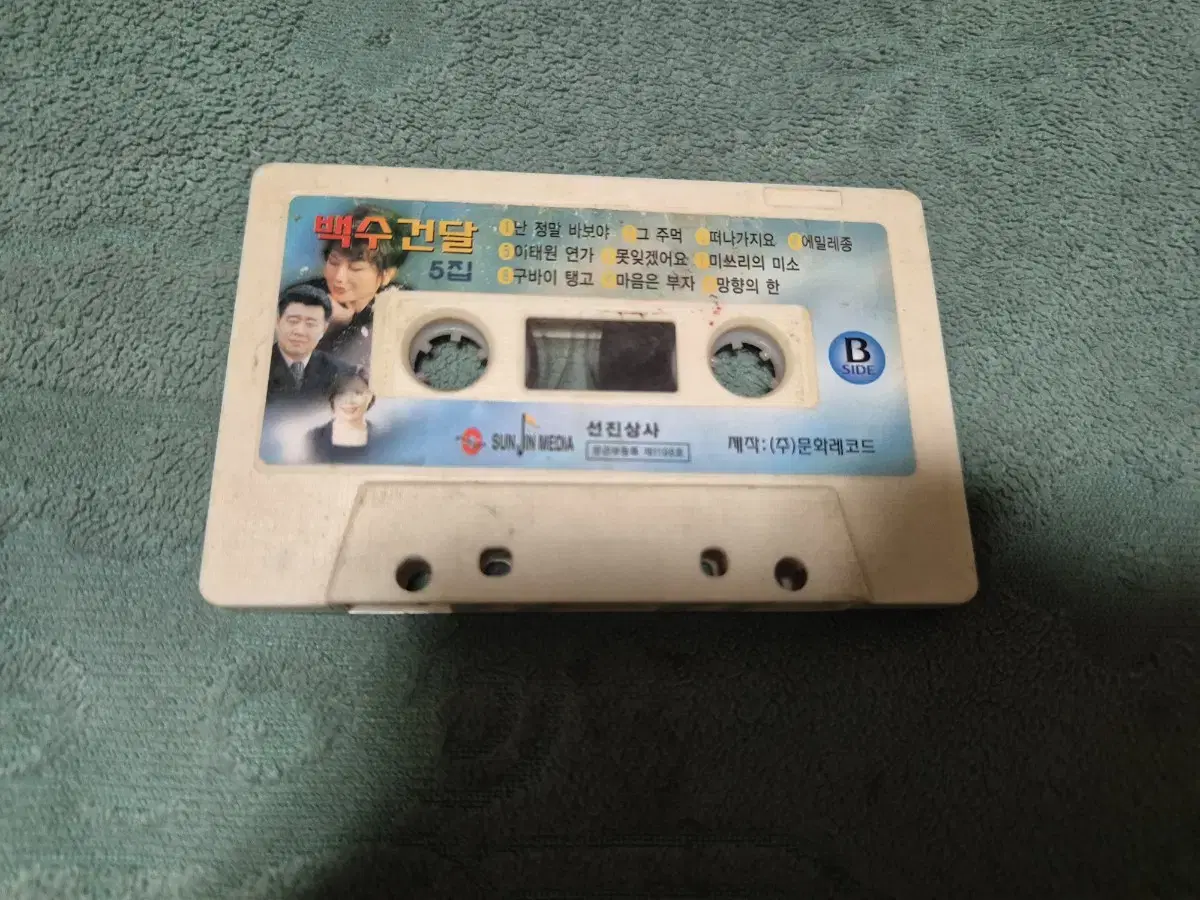 백수건달
5집
1난 정말 바보야 그 주먹 떠나가지요 에밀레종
5이태원 연가 못잊겠어요 미쓰리의 미소
8구바이 탱고 마음은 부자 망향의 한
B
SIDE
SUN JIN MEDIA 선진상사
제작:(주)문화레코드